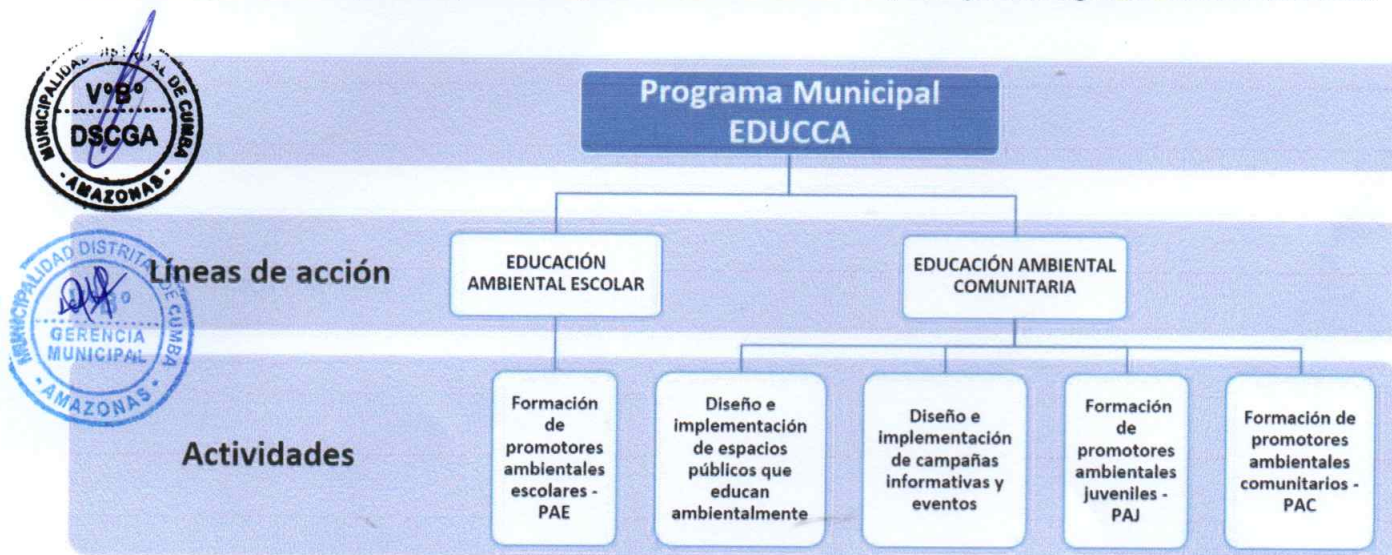 MUNICIPALIDAD DISTRITAL DE CUMBA
V°B°
DSCGA
- AMAZONAS -
Programa Municipal
EDUCCA
MUNICIPALIDAD DISTRITAL DE CUMBA
V°B°
GERENCIA
MUNICIPAL
- AMAZONAS -
Líneas de acción
EDUCACIÓN
AMBIENTAL ESCOLAR
EDUCACIÓN AMBIENTAL
COMUNITARIA
Actividades
Formación
de
promotores
ambientales
escolares -
PAE
Diseño e
implementación
de espacios
públicos que
educan
ambientalmente
Diseño e
implementación
de campañas
informativas y
eventos
Formación
de
promotores
ambientales
juveniles -
PAJ
Formación de
promotores
ambientales
comunitarios -
PAC